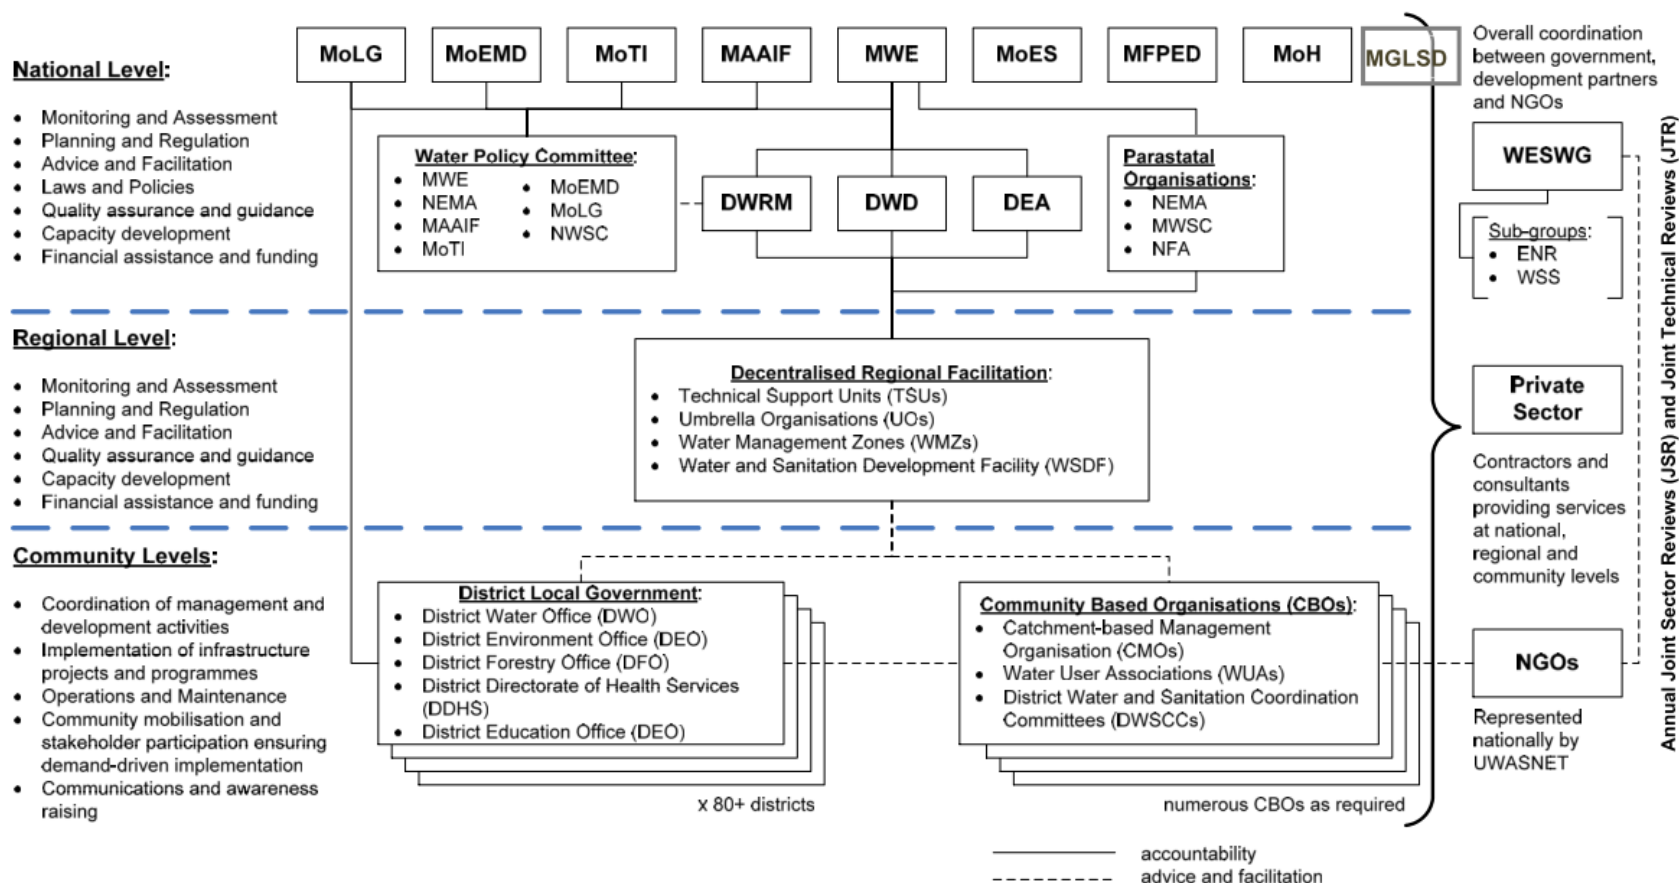 MoLG
MoEMD
MoTI
MAAIF
MWE
MoES
MFPED
MoH
MGLSD
National Level:
• Monitoring and Assessment
• Planning and Regulation
• Advice and Facilitation
• Laws and Policies
• Quality assurance and guidance
• Capacity development
• Financial assistance and funding
Water Policy Committee:
• MWE
• NEMA
• MAAIF
• MoTI
• MoEMD
• MoLG
• NWSC
DWRM
DWD
DEA
Parastatal
Organisations:
• NEMA
• MWSC
• NFA
Overall coordination
between government,
development partners
and NGOs
WESWG
Sub-groups:
• ENR
• WSS
Regional Level:
• Monitoring and Assessment
• Planning and Regulation
• Advice and Facilitation
• Quality assurance and guidance
• Capacity development
• Financial assistance and funding
Decentralised Regional Facilitation:
• Technical Support Units (TSUs)
• Umbrella Organisations (UOs)
• Water Management Zones (WMZs)
• Water and Sanitation Development Facility (WSDF)
Private
Sector
Contractors and
consultants
providing services
at national,
regional and
community levels
Community Levels:
• Coordination of management and
development activities
• Implementation of infrastructure
projects and programmes
• Operations and Maintenance
• Community mobilisation and
stakeholder participation ensuring
demand-driven implementation
• Communications and awareness
raising
District Local Government:
• District Water Office (DWO)
• District Environment Office (DEO)
• District Forestry Office (DFO)
• District Directorate of Health Services
(DDHS)
• District Education Office (DEO)
x 80+ districts
Community Based Organisations (CBOs):
• Catchment-based Management
Organisation (CMOs)
• Water User Associations (WUAs)
• District Water and Sanitation Coordination
Committees (DWSCCs)
numerous CBOs as required
NGOs
Represented
nationally by
UWASNET
Annual Joint Sector Reviews (JSR) and Joint Technical Reviews (JTR)
accountability
advice and facilitation